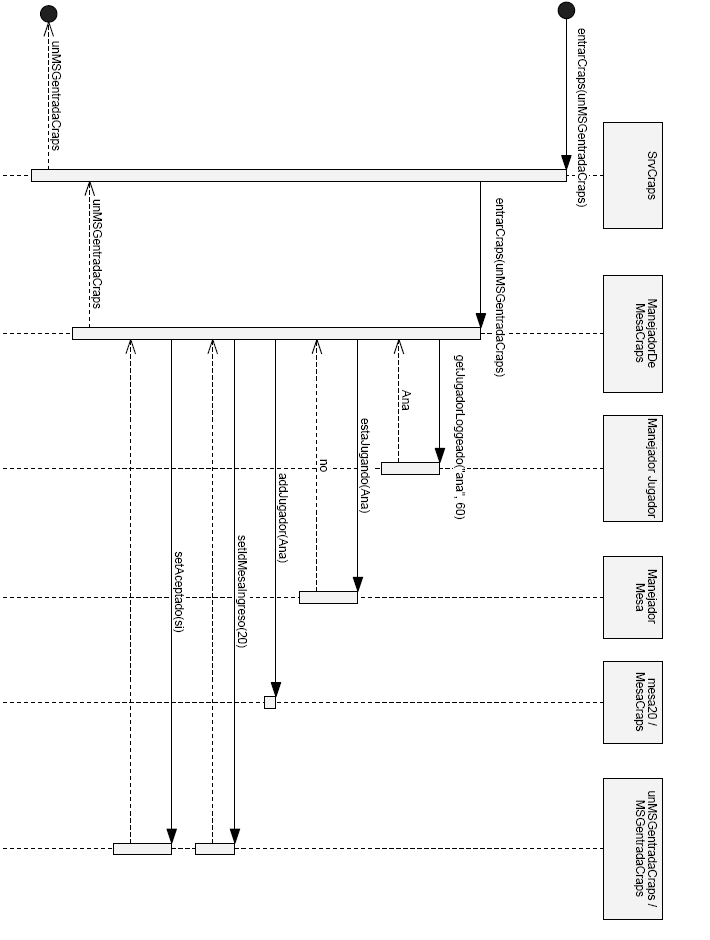 SrvCraps
ManejadorDe
MesaCraps
Manejador Jugador
Manejador
Mesa
mesa20 /
MesaCraps
unMSGentradaCraps /
MSGentradaCraps
entrarCraps(unMSGentradaCraps)
entrarCraps(unMSGentradaCraps)
getJugadorLoggeado("ana", 60)
Ana
estaJugando(Ana)
no
addJugador(Ana)
setIdMesaIngreso(20)
setAceptado(si)
unMSGentradaCraps
unMSGentradaCraps